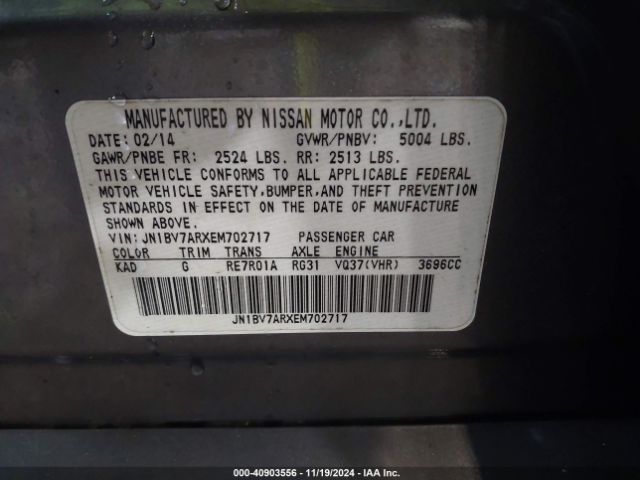 MANUFACTURED BY NISSAN MOTOR CO.,LTD.
DATE: 02/14 GVWR/PNBV: 5004 LBS.
GAWR/PNBE FR: 2524 LBS. RR: 2513 LBS.
THIS VEHICLE CONFORMS TO ALL APPLICABLE FEDERAL
MOTOR VEHICLE SAFETY,BUMPER,AND THEFT PREVENTION
STANDARDS IN EFFECT ON THE DATE OF MANUFACTURE
SHOWN ABOVE.
VIN: JN1BV7ARXEM702717 PASSENGER CAR
COLOR TRIM TRANS AXLE ENGINE
KAD G RE7R01A RG31 VQ37(VHR) 3696CC
JN1BV7ARXEM702717
000-40903556 - 11/19/2024 - IAA Inc.